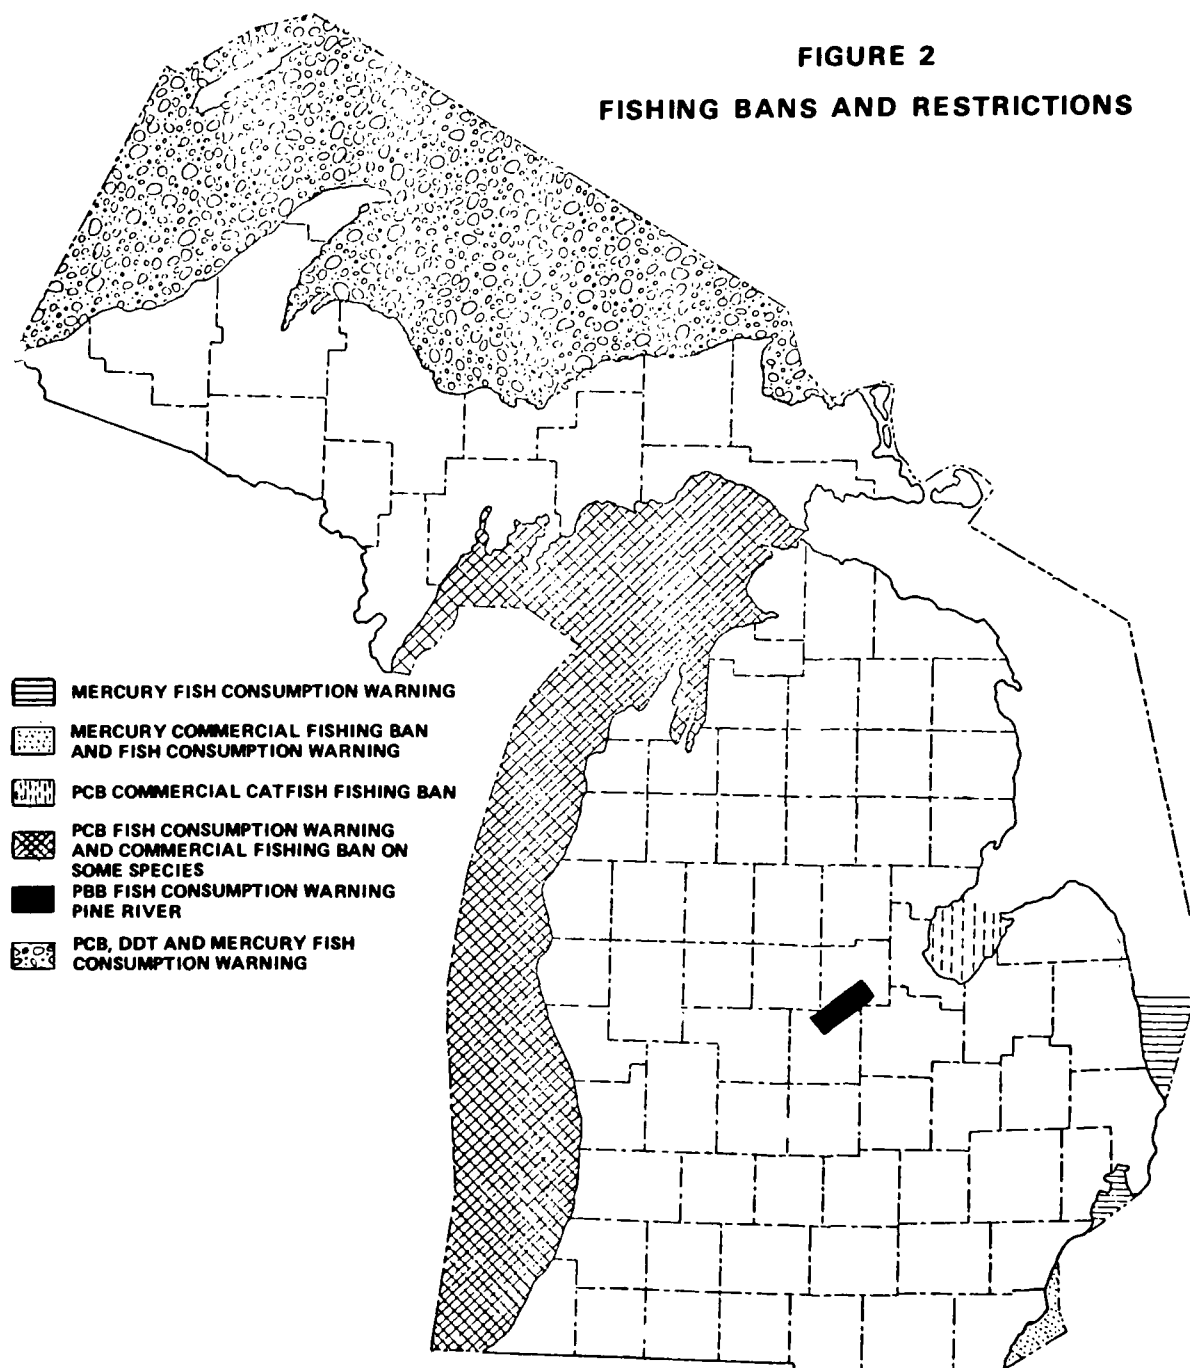 FIGURE 2
FISHING BANS AND RESTRICTIONS
MERCURY FISH CONSUMPTION WARNING
MERCURY COMMERCIAL FISHING BAN
AND FISH CONSUMPTION WARNING
PCB COMMERCIAL CATFISH FISHING BAN
PCB FISH CONSUMPTION WARNING
AND COMMERCIAL FISHING BAN ON
SOME SPECIES
PBB FISH CONSUMPTION WARNING
PINE RIVER
PCB, DDT AND MERCURY FISH
CONSUMPTION WARNING